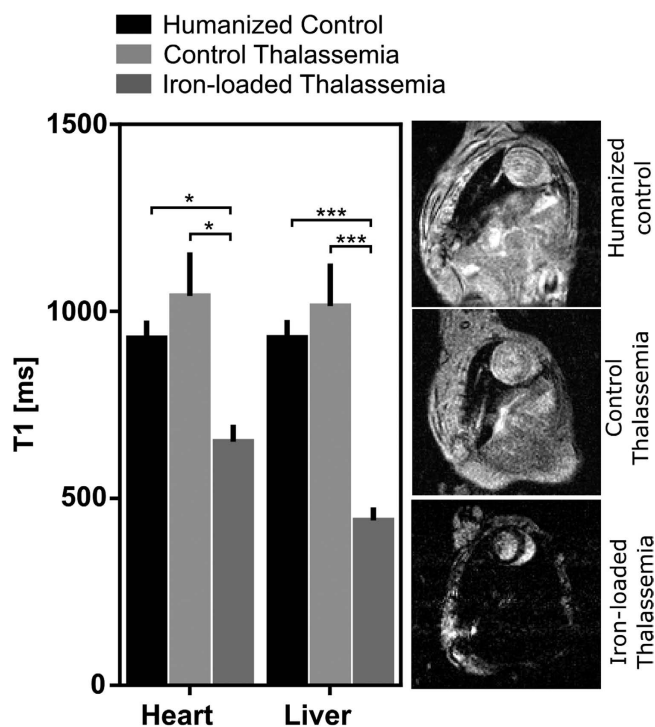 Humanized Control
Control Thalassemia
Iron-loaded Thalassemia
T1 [ms]
1500
1000
500
0
*
*
***
***
Heart
Liver
Humanized
control
Control
Thalassemia
Iron-loaded
Thalassemia